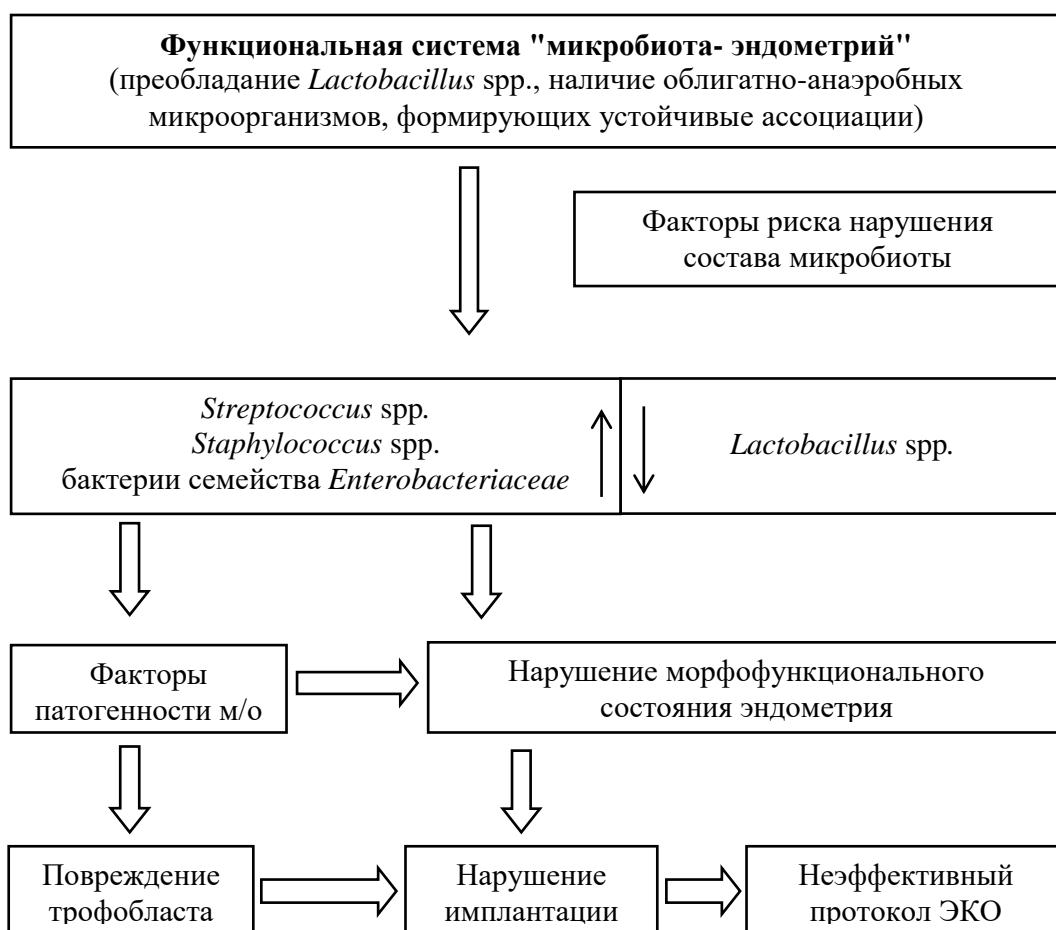 Функциональная система "микробиота- эндометрий"
(преобладание Lactobacillus spp., наличие облигатно-анаэробных
микроорганизмов, формирующих устойчивые ассоциации)
Факторы риска нарушения
состава микробиоты
Streptococcus spp.
Staphylococcus spp.
бактерии семейства Enterobacteriaceae
Lactobacillus spp.
Факторы
патогенности м/о
Нарушение морфофункционального
состояния эндометрия
Повреждение
трофобласта
Нарушение
имплантации
Неэффективный
протокол ЭКО